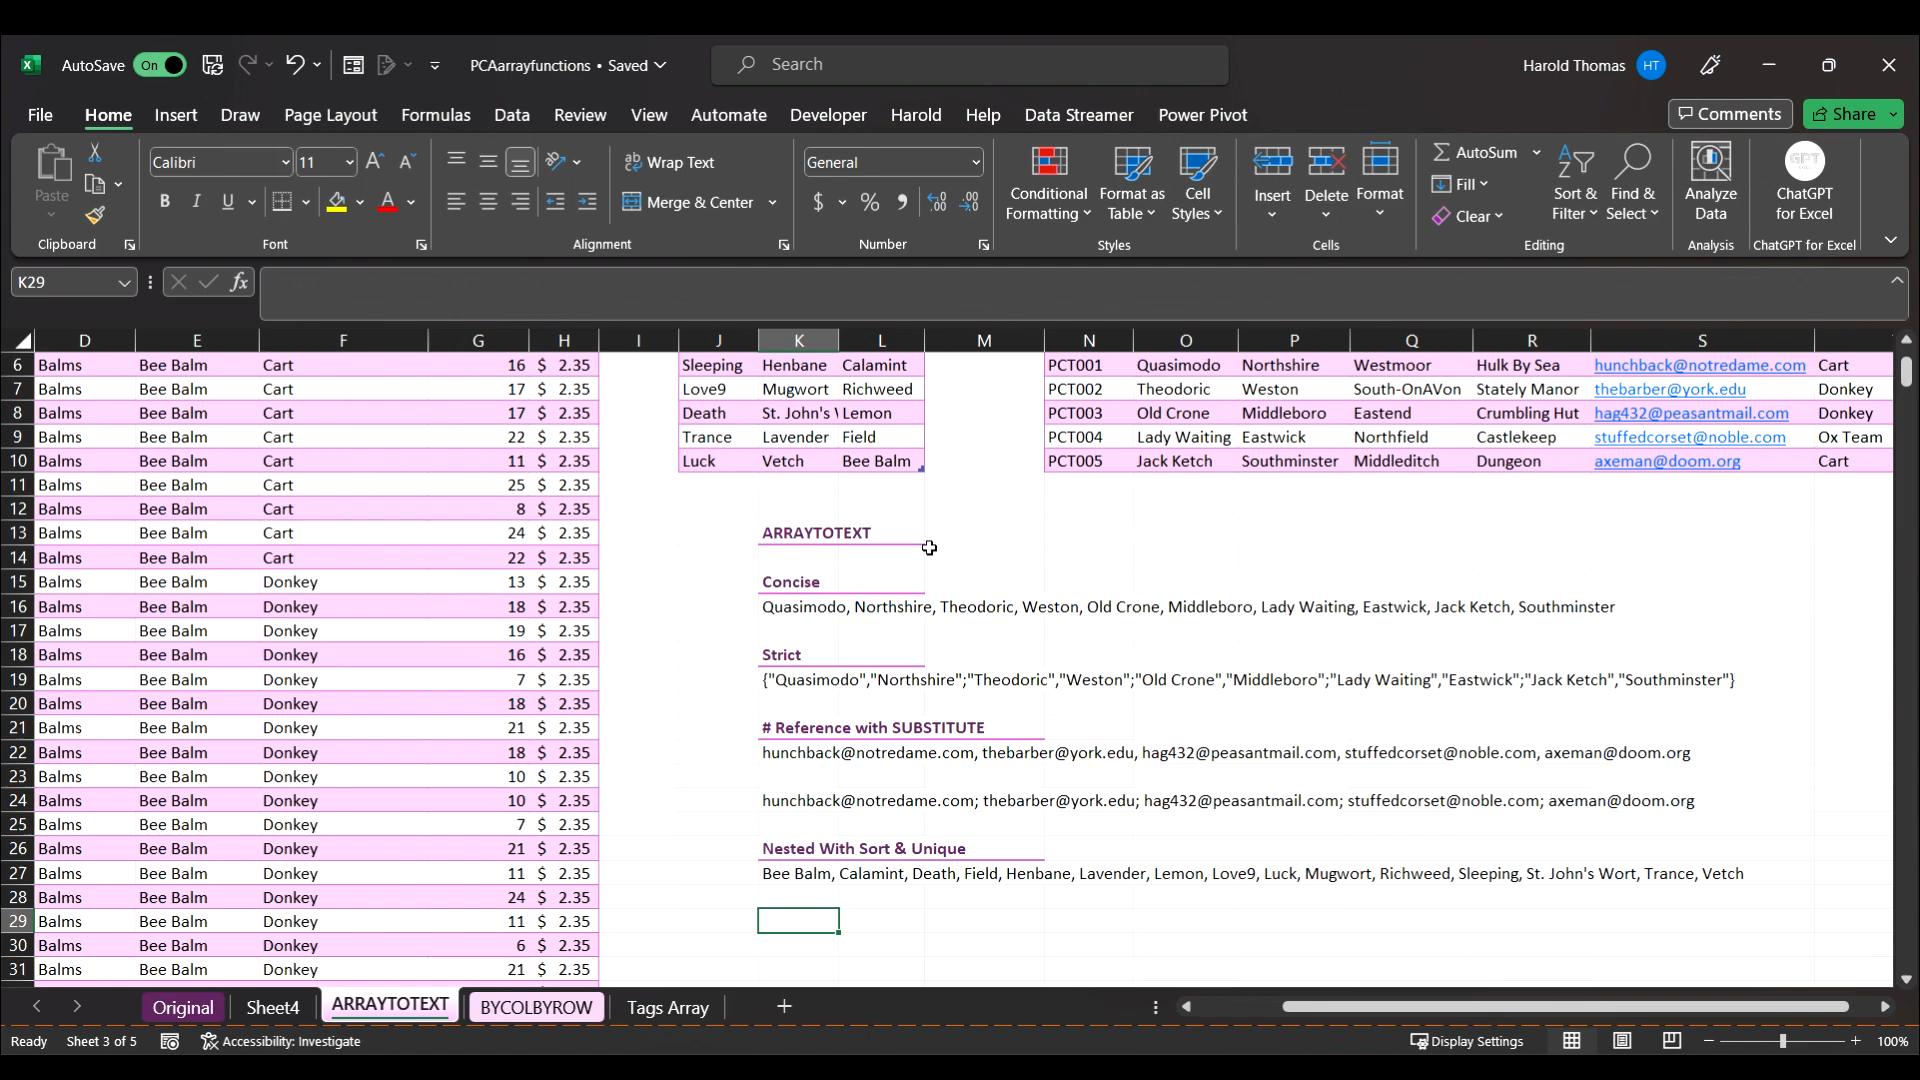 AutoSave On PCAarrayfunctions • Saved Search Harold Thomas HT
File Home Insert Draw Page Layout Formulas Data Review View Automate Developer Harold Help Data Streamer Power Pivot Comments Share
Paste Calibri 11 Wrap Text General Conditional Formatting Format as Table Cell Styles Insert Delete Format AutoSum Fill Clear Sort & Filter Find & Select Analyze Data GPT ChatGPT for Excel
B I U Merge & Center $ % ,
Clipboard Font Alignment Number Styles Cells Editing Analysis ChatGPT for Excel
K29 fx
D E F G H I J K L M N O P Q R S
6 Balms Bee Balm Cart 16 $ 2.35 Sleeping Henbane Calamint PCT001 Quasimodo Northshire Westmoor Hulk By Sea hunchback@notredame.com Cart
7 Balms Bee Balm Cart 17 $ 2.35 Love9 Mugwort Richweed PCT002 Theodoric Weston South-OnAVon Stately Manor thebarber@york.edu Donkey
8 Balms Bee Balm Cart 17 $ 2.35 Death St. John's Lemon PCT003 Old Crone Middleboro Eastend Crumbling Hut hag432@peasantmail.com Donkey
9 Balms Bee Balm Cart 22 $ 2.35 Trance Lavender Field PCT004 Lady Waiting Eastwick Northfield Castlekeep stuffedcorset@noble.com Ox Team
10 Balms Bee Balm Cart 11 $ 2.35 Luck Vetch Bee Balm PCT005 Jack Ketch Southminster Middleditch Dungeon axeman@doom.org Cart
11 Balms Bee Balm Cart 25 $ 2.35
12 Balms Bee Balm Cart 8 $ 2.35
13 Balms Bee Balm Cart 24 $ 2.35 ARRAYTOTEXT
14 Balms Bee Balm Cart 22 $ 2.35
15 Balms Bee Balm Donkey 13 $ 2.35 Concise
16 Balms Bee Balm Donkey 18 $ 2.35 Quasimodo, Northshire, Theodoric, Weston, Old Crone, Middleboro, Lady Waiting, Eastwick, Jack Ketch, Southminster
17 Balms Bee Balm Donkey 19 $ 2.35
18 Balms Bee Balm Donkey 16 $ 2.35 Strict
19 Balms Bee Balm Donkey 7 $ 2.35 {"Quasimodo","Northshire";"Theodoric","Weston";"Old Crone","Middleboro";"Lady Waiting","Eastwick";"Jack Ketch","Southminster"}
20 Balms Bee Balm Donkey 18 $ 2.35
21 Balms Bee Balm Donkey 21 $ 2.35 # Reference with SUBSTITUTE
22 Balms Bee Balm Donkey 18 $ 2.35 hunchback@notredame.com, thebarber@york.edu, hag432@peasantmail.com, stuffedcorset@noble.com, axeman@doom.org
23 Balms Bee Balm Donkey 10 $ 2.35
24 Balms Bee Balm Donkey 10 $ 2.35 hunchback@notredame.com; thebarber@york.edu; hag432@peasantmail.com; stuffedcorset@noble.com; axeman@doom.org
25 Balms Bee Balm Donkey 7 $ 2.35
26 Balms Bee Balm Donkey 21 $ 2.35 Nested With Sort & Unique
27 Balms Bee Balm Donkey 11 $ 2.35 Bee Balm, Calamint, Death, Field, Henbane, Lavender, Lemon, Love9, Luck, Mugwort, Richweed, Sleeping, St. John's Wort, Trance, Vetch
28 Balms Bee Balm Donkey 24 $ 2.35
29 Balms Bee Balm Donkey 11 $ 2.35
30 Balms Bee Balm Donkey 6 $ 2.35
31 Balms Bee Balm Donkey 21 $ 2.35
Original Sheet4 ARRAYTOTEXT BYCOLBYROW Tags Array
Ready Sheet 3 of 5 Accessibility: Investigate Display Settings 100%